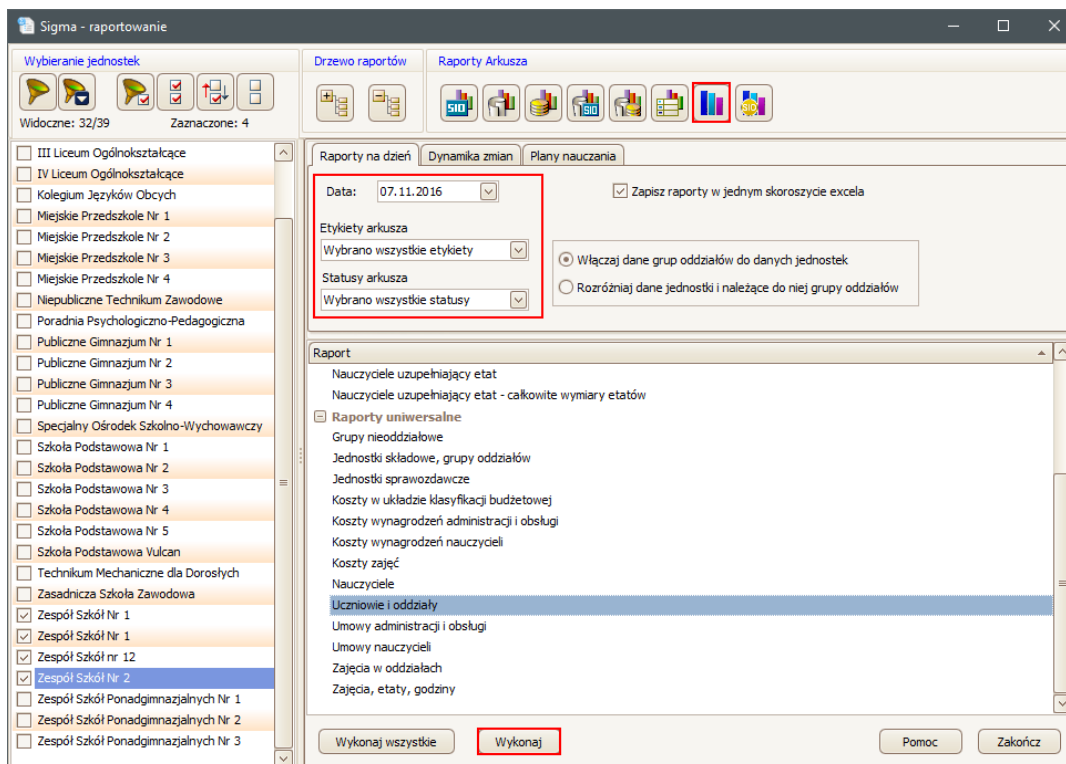 Sigma - raportowanie
Wybieranie jednostek
Drzewo raportów
Raporty Arkusza
SIO
SIO
SIO
Widoczne: 32/39
Zaznaczone: 4
III Liceum Ogólnokształcące
IV Liceum Ogólnokształcące
Kolegium Języków Obcych
Miejskie Przedszkole Nr 1
Miejskie Przedszkole Nr 2
Miejskie Przedszkole Nr 3
Miejskie Przedszkole Nr 4
Niepubliczne Technikum Zawodowe
Poradnia Psychologiczno-Pedagogiczna
Publiczne Gimnazjum Nr 1
Publiczne Gimnazjum Nr 2
Publiczne Gimnazjum Nr 3
Publiczne Gimnazjum Nr 4
Specjalny Ośrodek Szkolno-Wychowawczy
Szkoła Podstawowa Nr 1
Szkoła Podstawowa Nr 2
Szkoła Podstawowa Nr 3
Szkoła Podstawowa Nr 4
Szkoła Podstawowa Nr 5
Szkoła Podstawowa Vulcan
Technikum Mechaniczne dla Dorosłych
Zasadnicza Szkoła Zawodowa
Zespół Szkół Nr 1
Zespół Szkół Nr 1
Zespół Szkół nr 12
Zespół Szkół Nr 2
Zespół Szkół Ponadgimnazjalnych Nr 1
Zespół Szkół Ponadgimnazjalnych Nr 2
Zespół Szkół Ponadgimnazjalnych Nr 3
Raporty na dzień
Dynamika zmian
Plany nauczania
Data:
07.11.2016
Zapisz raporty w jednym skoroszycie excela
Etykiety arkusza
Wybrano wszystkie etykiety
Włączaj dane grup oddziałów do danych jednostek
Statusy arkusza
Rozróżniaj dane jednostki i należące do niej grupy oddziałów
Wybrano wszystkie statusy
Raport
Nauczyciele uzupełniający etat
Nauczyciele uzupełniający etat - całkowite wymiary etatów
Raporty uniwersalne
Grupy nieoddziałowe
Jednostki składowe, grupy oddziałów
Jednostki sprawozdawcze
Koszty w układzie klasyfikacji budżetowej
Koszty wynagrodzeń administracji i obsługi
Koszty wynagrodzeń nauczycieli
Koszty zajęć
Nauczyciele
Uczniowie i oddziały
Umowy administracji i obsługi
Umowy nauczycieli
Zajęcia w oddziałach
Zajęcia, etaty, godziny
Wykonaj wszystkie
Wykonaj
Pomoc
Zakończ